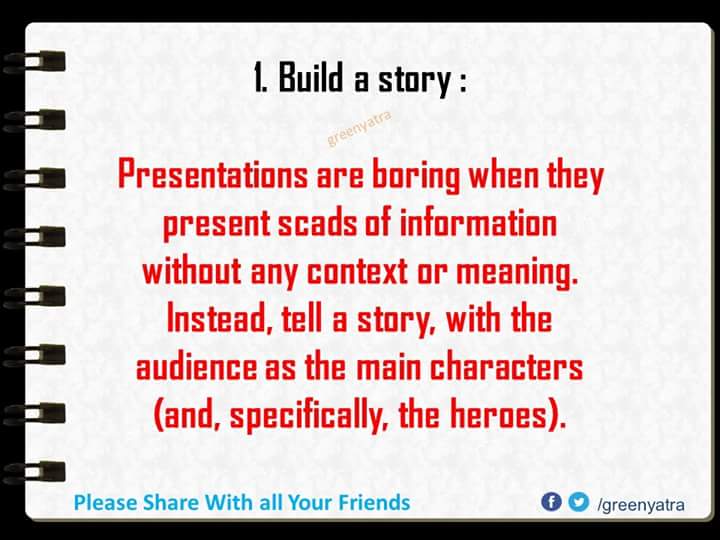 1. Build a story :
greenyatra
Presentations are boring when they
present scads of information
without any context or meaning.
Instead, tell a story, with the
audience as the main characters
(and, specifically, the heroes).
Please Share With all Your Friends
/greenyatra